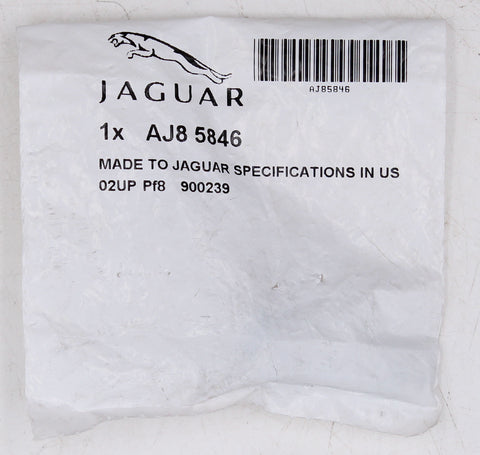 AJ85846
JAGUAR
1x AJ8 5846
MADE TO JAGUAR SPECIFICATIONS IN US
02UP Pf8 900239